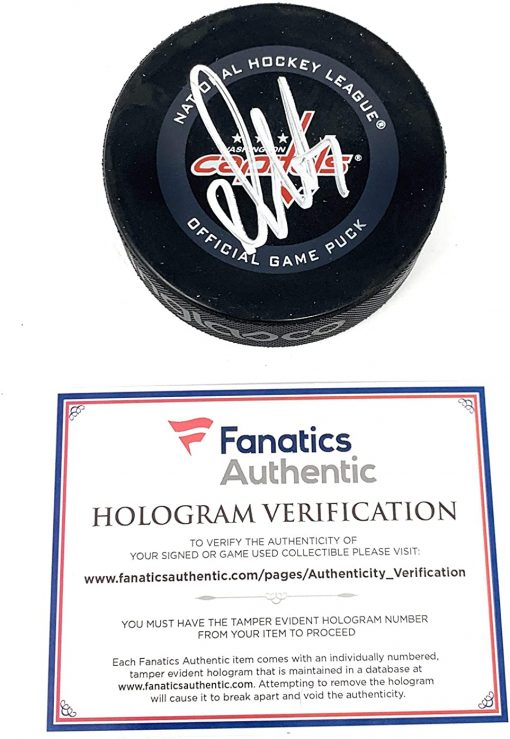 NATIONAL HOCKEY LEAGUE®
WASHINGTON
capitals®
OFFICIAL GAME PUCK
Fanatics
Authentic
HOLOGRAM VERIFICATION
TO VERIFY THE AUTHENTICITY OF
YOUR SIGNED OR GAME USED COLLECTIBLE PLEASE VISIT:
www.fanaticsauthentic.com/pages/Authenticity_Verification
YOU MUST HAVE THE TAMPER EVIDENT HOLOGRAM NUMBER
FROM YOUR ITEM TO PROCEED
Each Fanatics Authentic item comes with an individually numbered,
tamper evident hologram that is maintained in a database at
www.fanaticsauthentic.com. Attempting to remove the hologram
will cause it to break apart and void the authenticity.